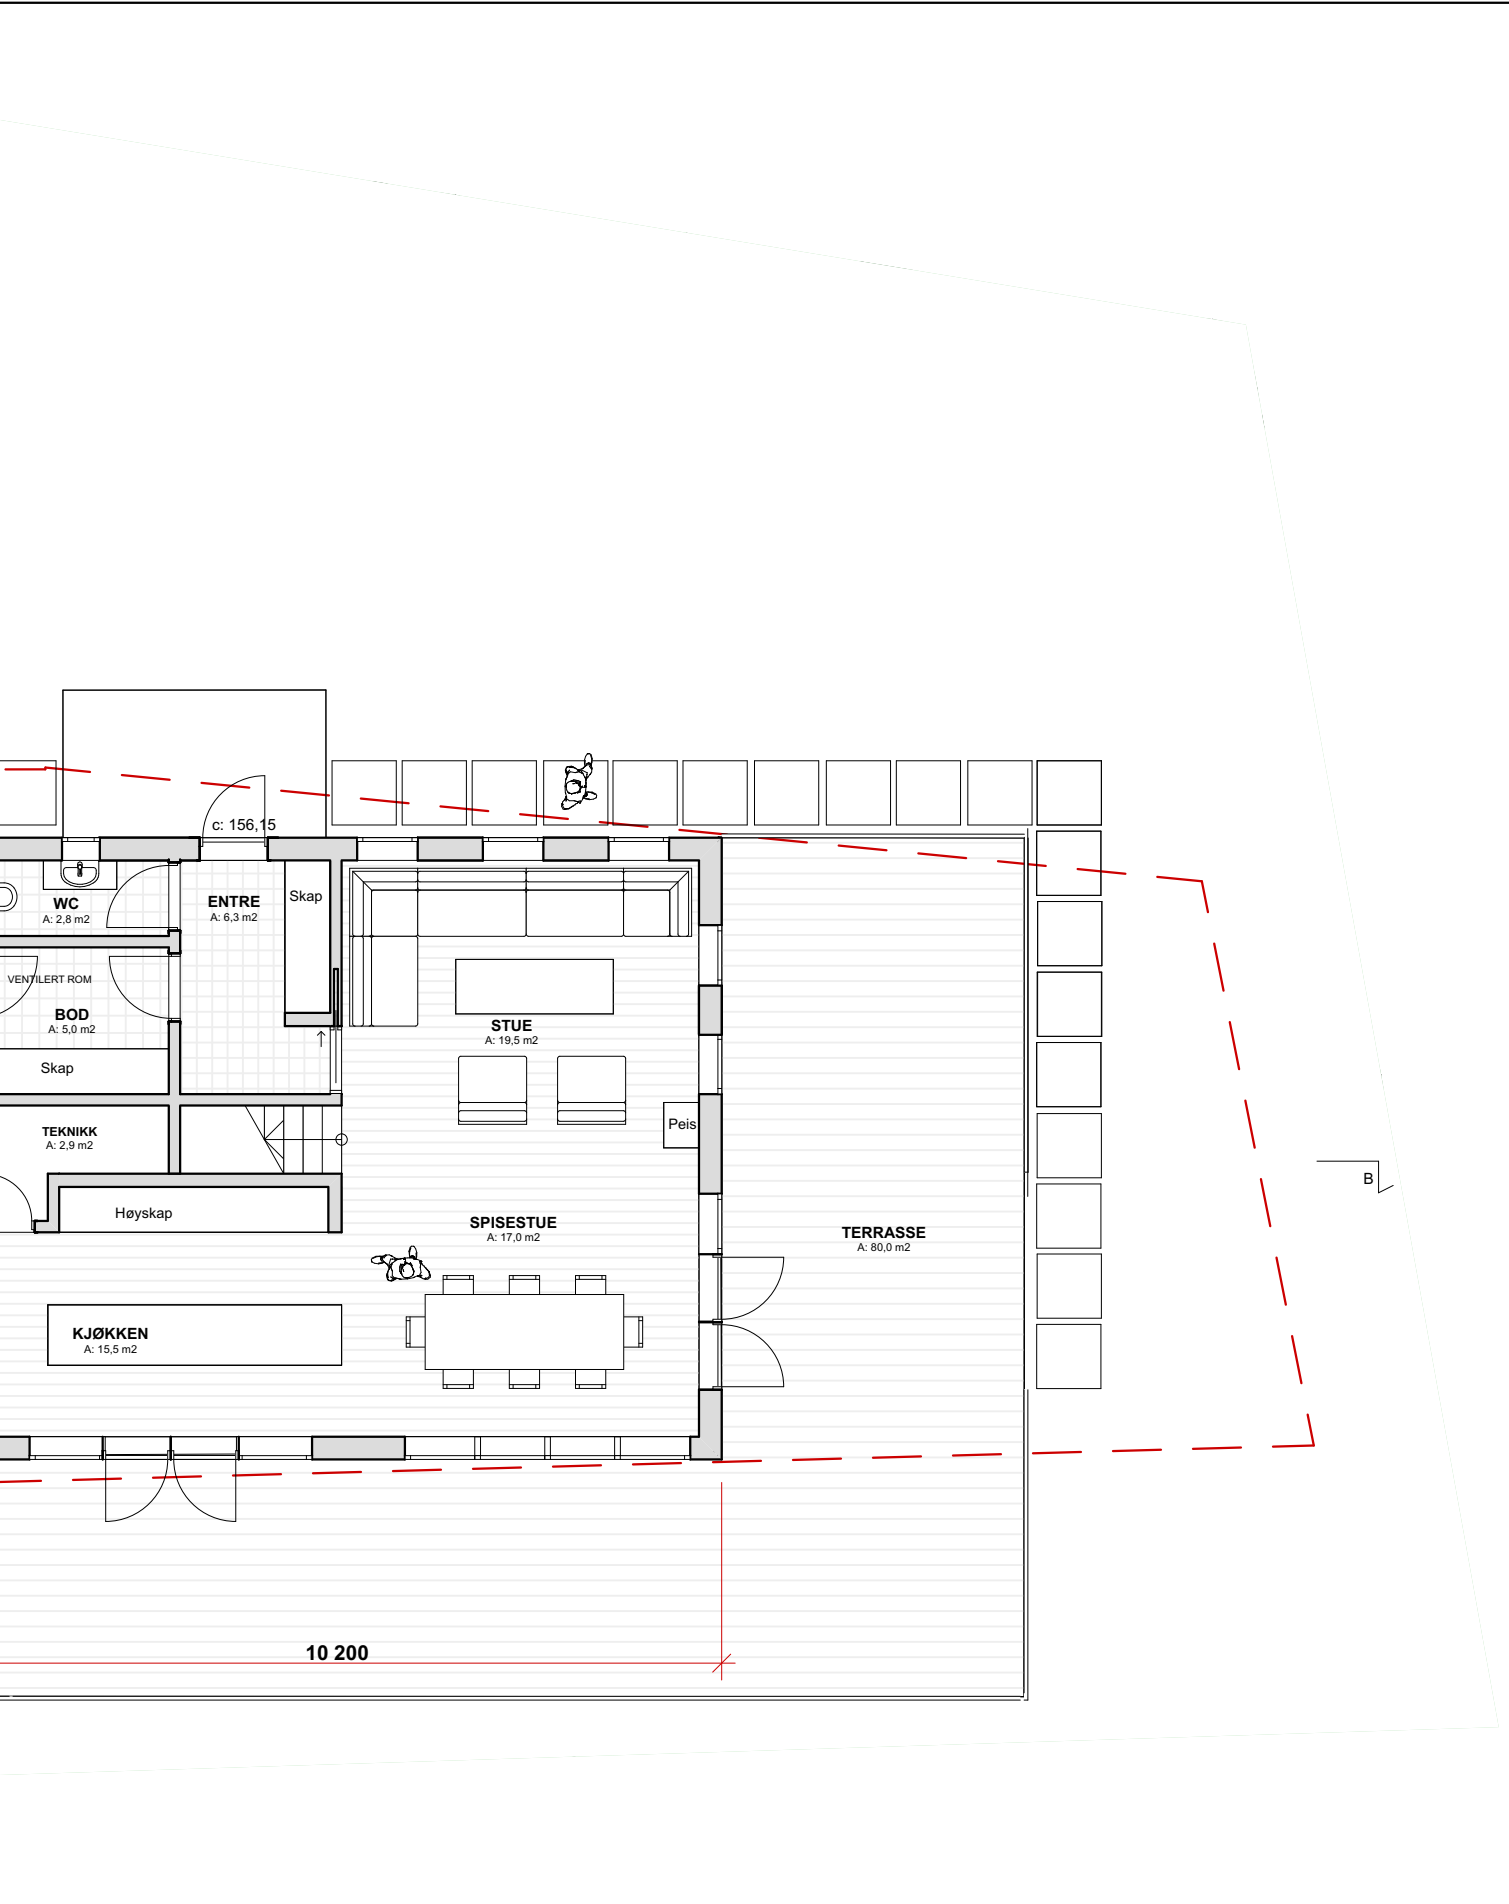 c: 156,15
WC
A: 2,8 m2
ENTRE
A: 6,3 m2
Skap
VENTILERT ROM
BOD
A: 5,0 m2
Skap
STUE
A: 19,5 m2
Peis
TEKNIKK
A: 2,9 m2
Høyskap
B
SPISESTUE
A: 17,0 m2
TERRASSE
A: 80,0 m2
KJØKKEN
A: 15,5 m2
10 200